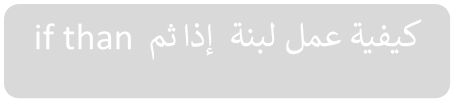 كيفية عمل لبنة إذا ثم if than